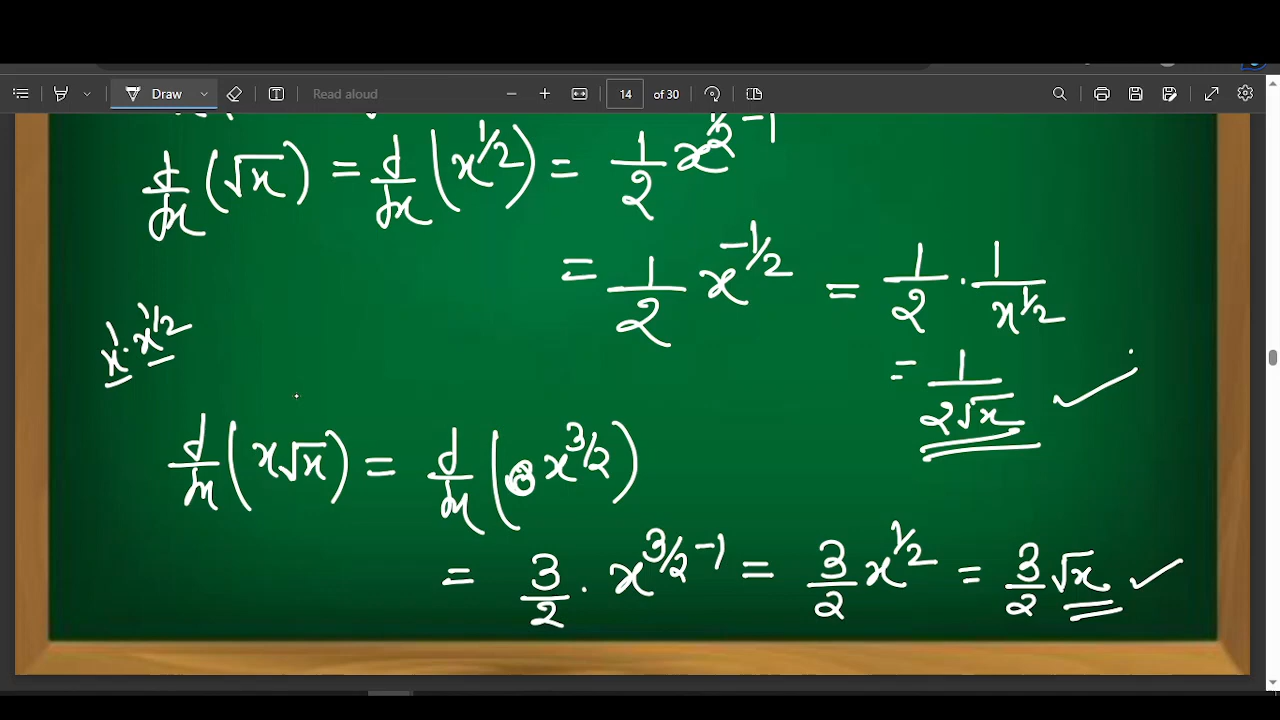 Draw
Read aloud
14 of 30
d/dx (√x) = d/dx (x^1/2) = 1/2 x^1/2-1
= 1/2 x^-1/2 = 1/2 · 1/x^1/2
x^1 · x^1/2
= 1/2√x ✓
d/dx (x√x) = d/dx (x^3/2)
= 3/2 · x^3/2-1 = 3/2 x^1/2 = 3/2 √x ✓